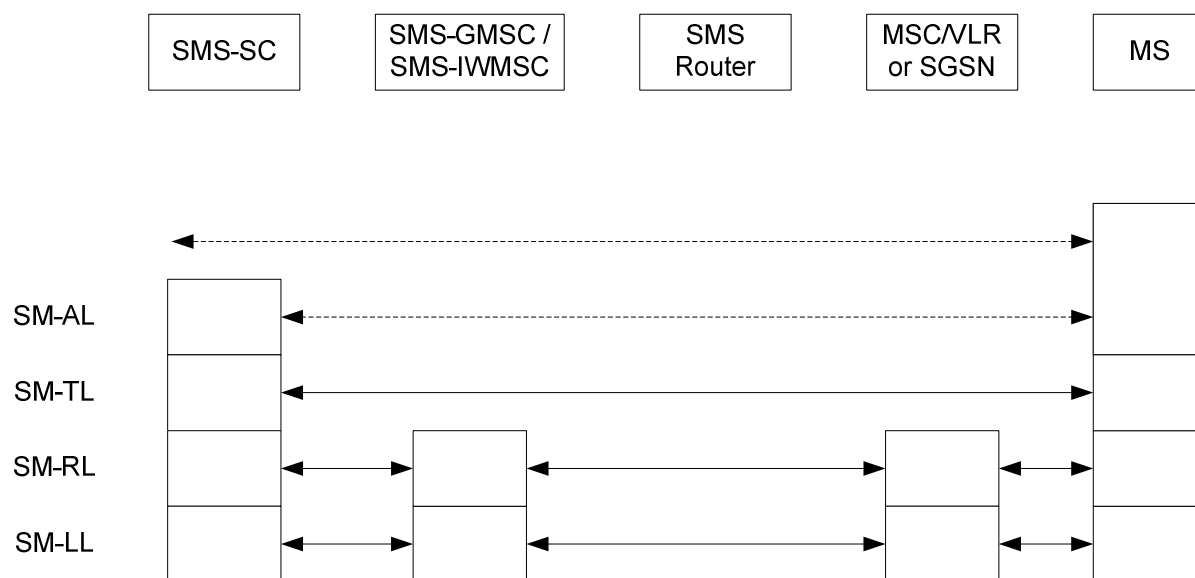 SMS-SC
SMS-GMSC /
SMS-IWMSC
SMS
Router
MSC/VLR
or SGSN
MS
SM-AL
SM-TL
SM-RL
SM-LL